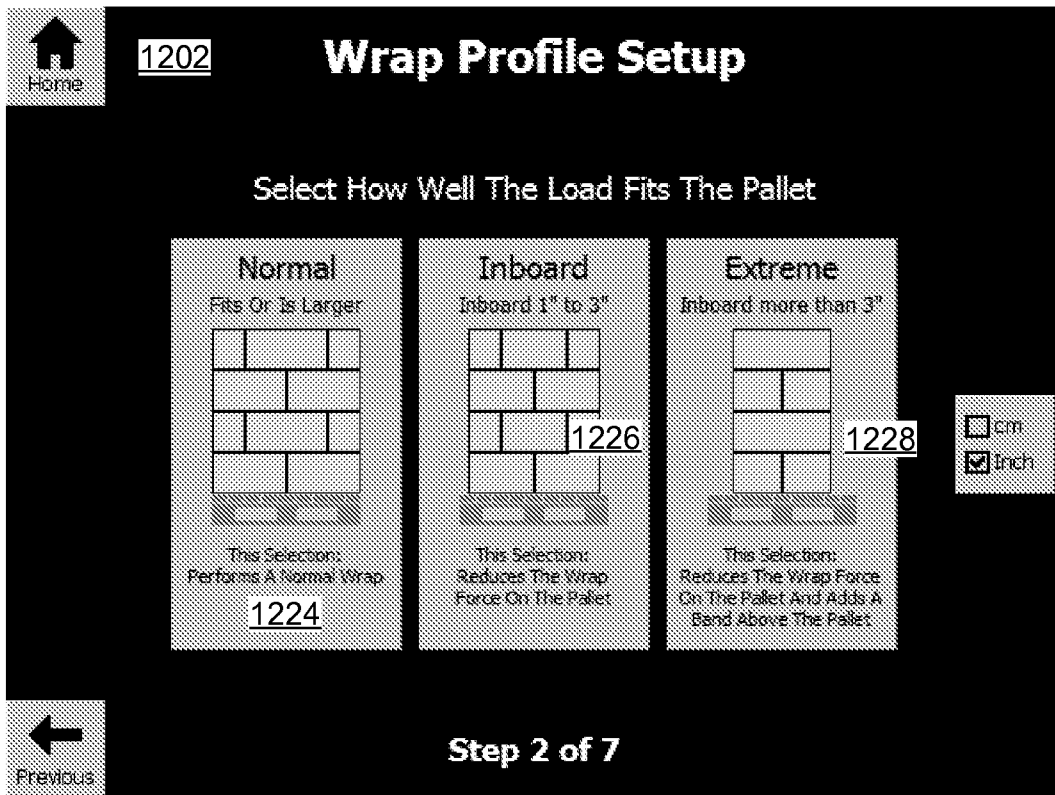 Home
1202
Wrap Profile Setup
Select How Well The Load Fits The Pallet
Normal
Fits Or Is Larger
This Selection:
Performs A Normal Wrap
1224
Inboard
Inboard 1" to 3"
1226
This Selection:
Reduces The Wrap
Force On The Pallet
Extreme
Inboard more than 3"
1228
This Selection:
Reduces The Wrap Force
On The Pallet And Adds A
Band Above The Pallet
cm
Inch
Previous
Step 2 of 7